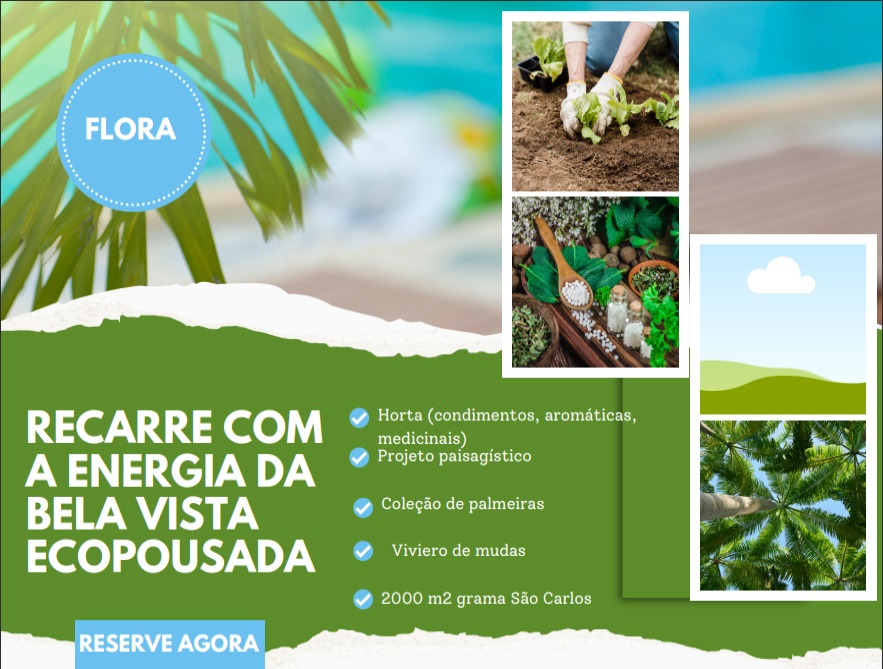 FLORA
RECARRE COM
A ENERGIA DA
BELA VISTA
ECOPOUSADA
Horta (condimentos, aromáticas,
medicinais)
Projeto paisagístico
Coleção de palmeiras
Viviero de mudas
2000 m2 grama São Carlos
RESERVE AGORA